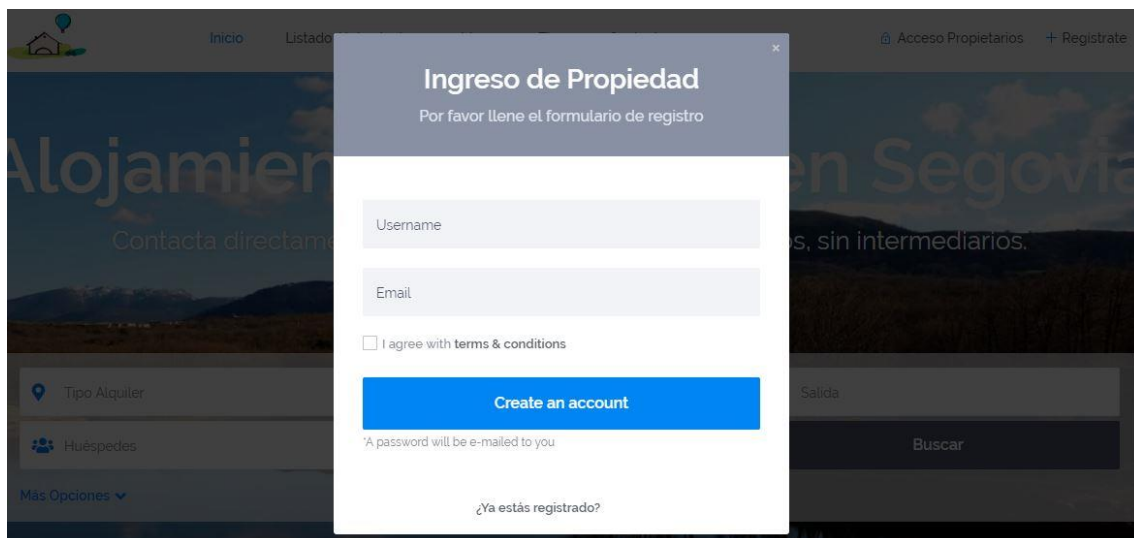 Inicio
Listado
Acceso Propietarios
+ Registrate
×
Ingreso de Propiedad
Por favor llene el formulario de registro
Alojamien
en Segovia
Contacta directame
s, sin intermediarios.
Username
Email
I agree with terms & conditions
Create an account
*A password will be e-mailed to you
¿Ya estás registrado?
Tipo Alquiler
Salida
Huéspedes
Buscar
Más Opciones